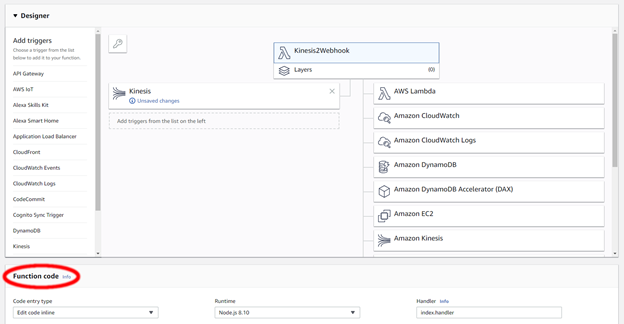 Designer
Add triggers
Choose a trigger from the list
below to add it to your function.
API Gateway
AWS IoT
Alexa Skills Kit
Alexa Smart Home
Application Load Balancer
CloudFront
CloudWatch Events
CloudWatch Logs
CodeCommit
Cognito Sync Trigger
DynamoDB
Kinesis
Kinesis2Webhook
Layers (0)
Kinesis
Unsaved changes
Add triggers from the list on the left
AWS Lambda
Amazon CloudWatch
Amazon CloudWatch Logs
Amazon DynamoDB
Amazon DynamoDB Accelerator (DAX)
Amazon EC2
Amazon Kinesis
Function code Info
Code entry type
Edit code inline
Runtime
Node.js 8.10
Handler Info
index.handler